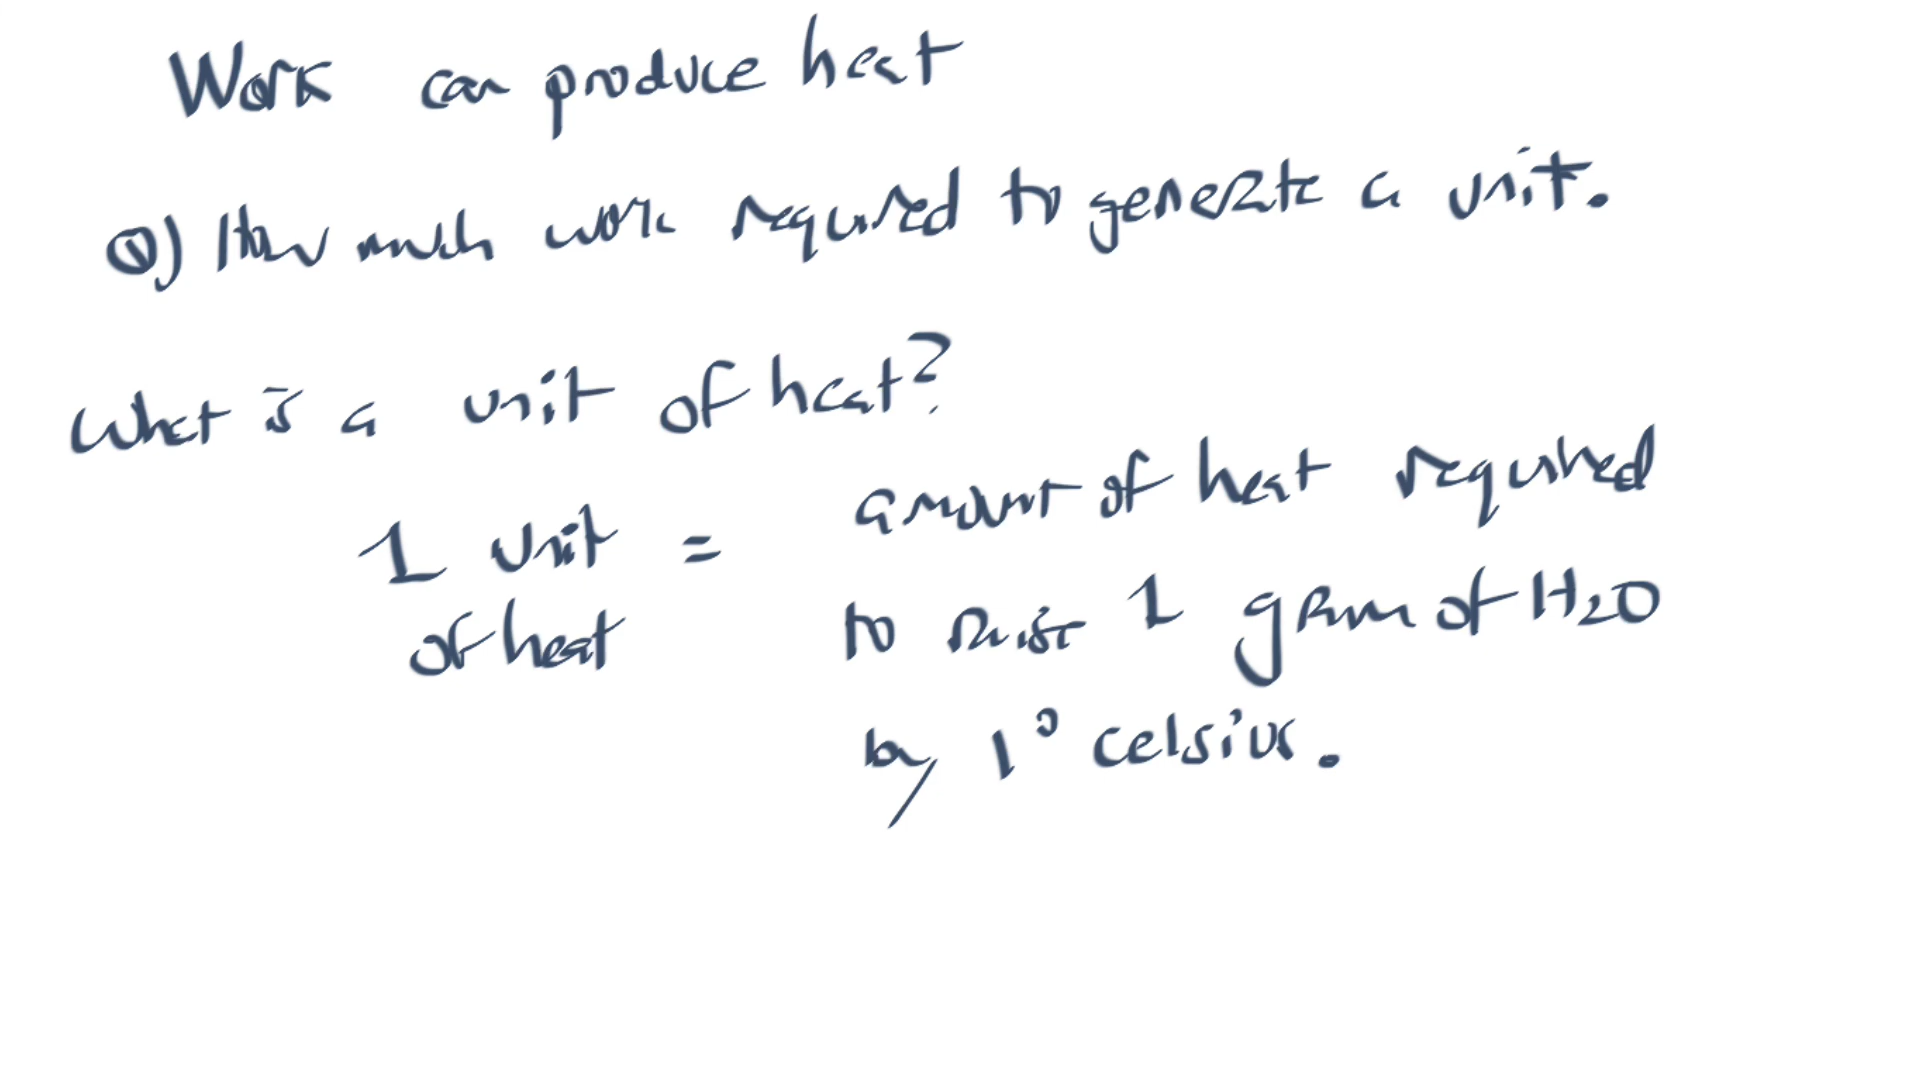 Work can produce heat
Q) How much work required to generate a unit.
What is a unit of heat?
1 unit = amount of heat required
of heat to raise 1 gram of H2O
by 1° celsius.